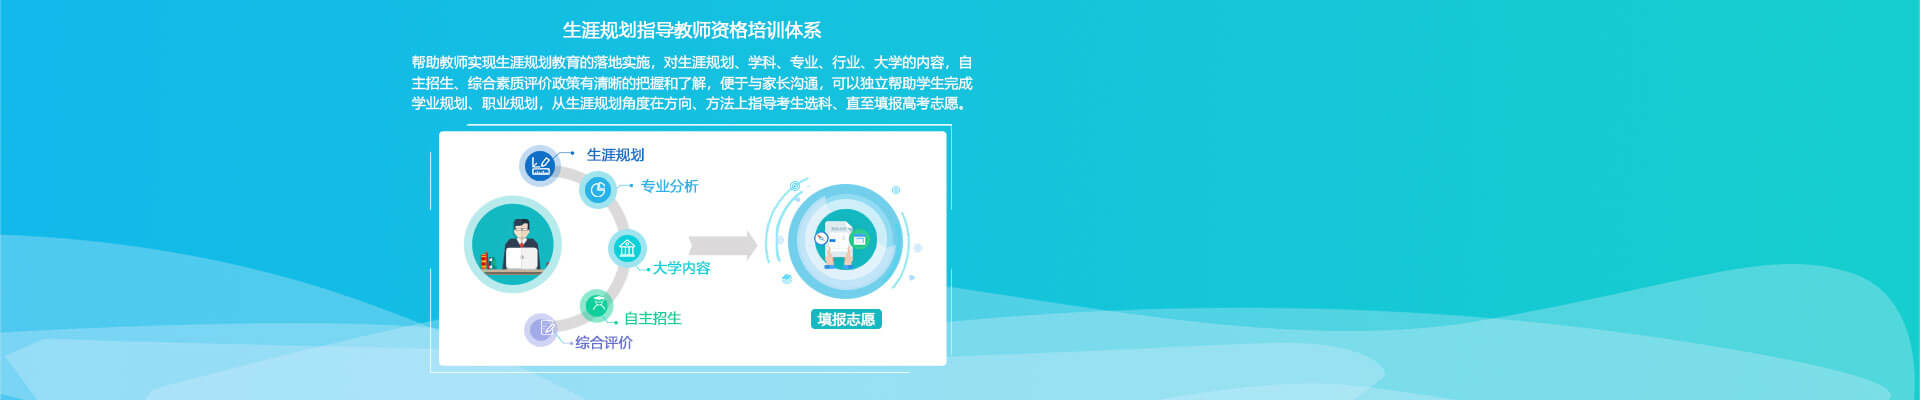 生涯规划指导教师资格培训体系
帮助教师实现生涯规划教育的落地实施，对生涯规划、学科、专业、行业、大学的内容，自
主招生、综合素质评价政策有清晰的把握和了解，便于与家长沟通，可以独立帮助学生完成
学业规划、职业规划，从生涯规划角度在方向、方法上指导考生选科、直至填报高考志愿。
生涯规划
专业分析
大学内容
自主招生
综合评价
填报志愿